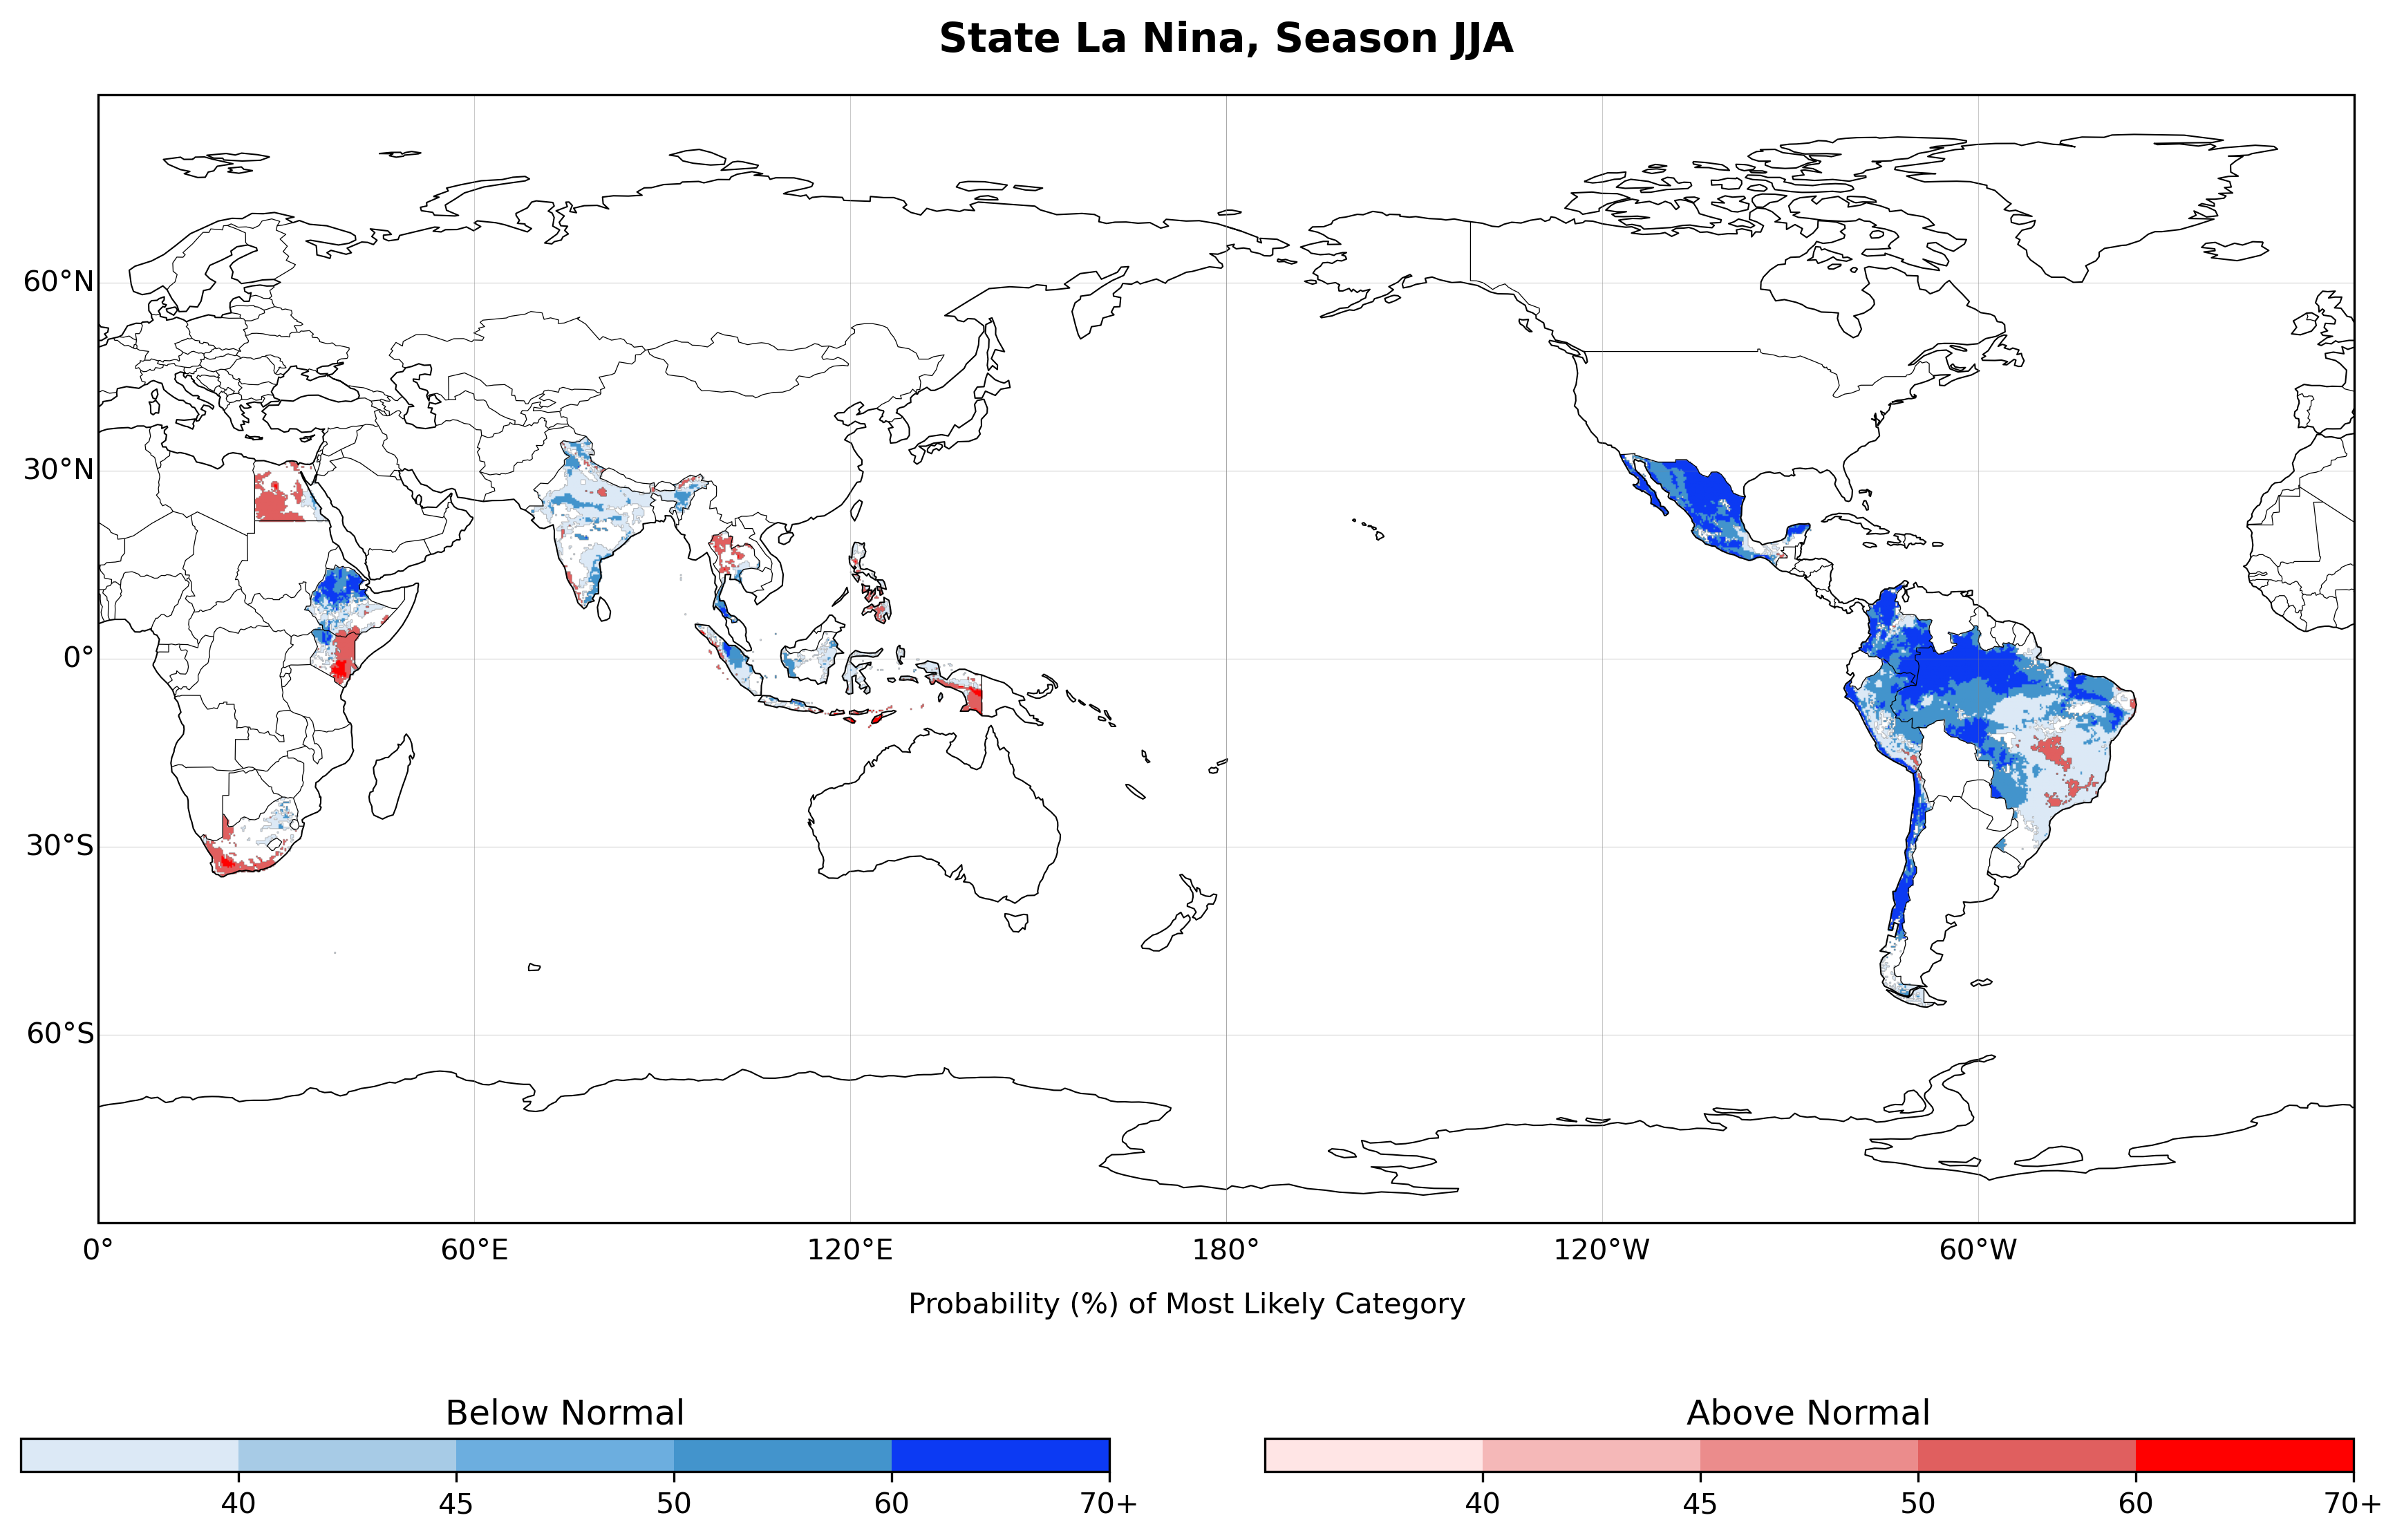 State La Nina, Season JJA
60°N
30°N
0°
30°S
60°S
0°
60°E
120°E
180°
120°W
60°W
Probability (%) of Most Likely Category
Below Normal
Above Normal
40
45
50
60
70+
40
45
50
60
70+